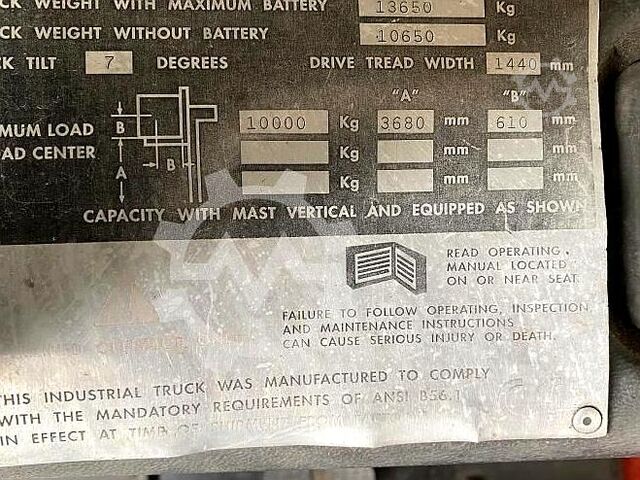 CK WEIGHT WITH MAXIMUM BATTERY 13650 Kg
CK WEIGHT WITHOUT BATTERY 10650 Kg
CK TILT 7 DEGREES DRIVE TREAD WIDTH 1440 mm
"A" "B"
MUM LOAD B 10000 Kg 3680 mm 610 mm
AD CENTER B Kg mm mm
A Kg mm mm
CAPACITY WITH MAST VERTICAL AND EQUIPPED AS SHOWN
READ OPERATING
MANUAL LOCATED
ON OR NEAR SEAT.
FAILURE TO FOLLOW OPERATING, INSPECTION
AND MAINTENANCE INSTRUCTIONS
CAN CAUSE SERIOUS INJURY OR DEATH.
THIS INDUSTRIAL TRUCK WAS MANUFACTURED TO COMPLY
WITH THE MANDATORY REQUIREMENTS OF ANSI B56.1
IN EFFECT AT TIME OF SHIPMENT FROM